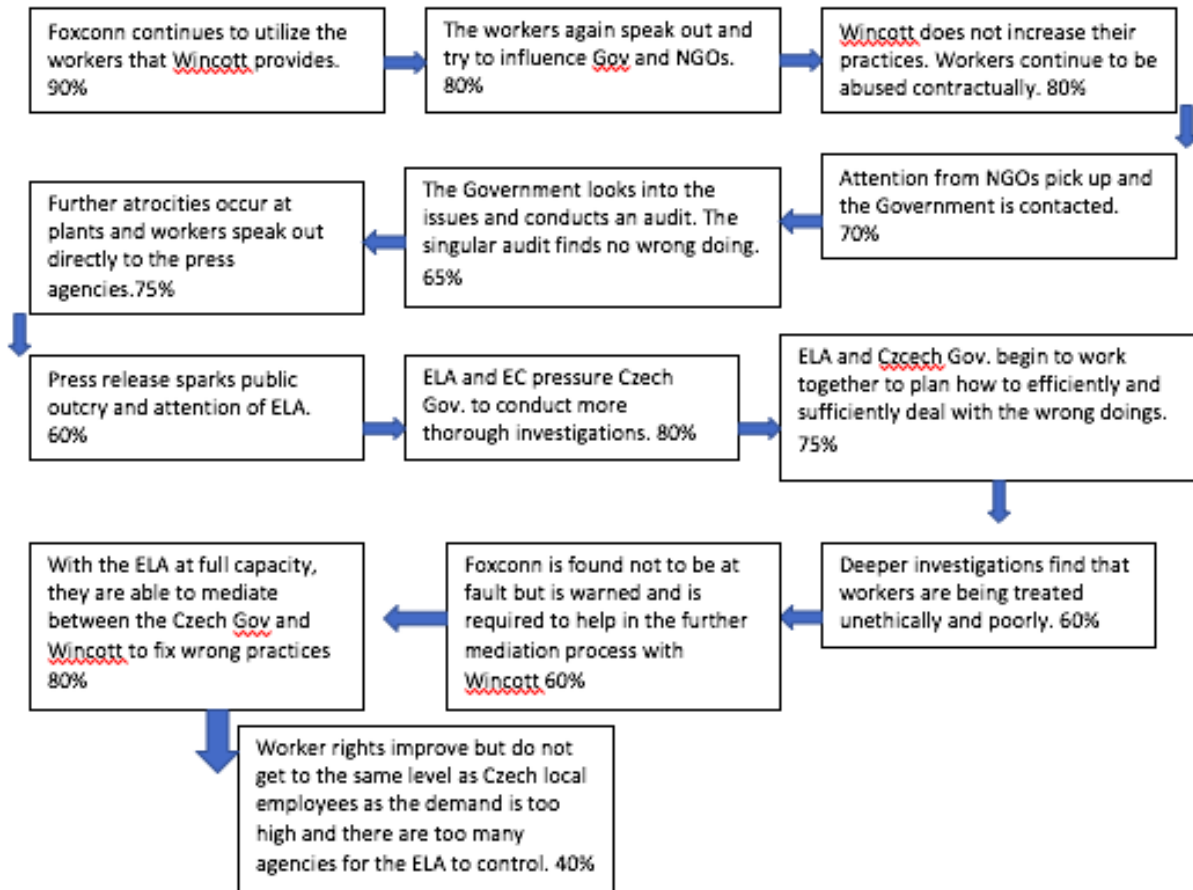 Foxconn continues to utilize the
workers that Wincott provides.
90%
The workers again speak out and
try to influence Gov and NGOs.
80%
Wincott does not increase their
practices. Workers continue to be
abused contractually. 80%
Attention from NGOs pick up and
the Government is contacted.
70%
The Government looks into the
issues and conducts an audit. The
singular audit finds no wrong doing.
65%
Further atrocities occur at
plants and workers speak out
directly to the press
agencies.75%
Press release sparks public
outcry and attention of ELA.
60%
ELA and EC pressure Czech
Gov. to conduct more
thorough investigations. 80%
ELA and Czcech Gov. begin to work
together to plan how to efficiently and
sufficiently deal with the wrong doings.
75%
Deeper investigations find that
workers are being treated
unethically and poorly. 60%
Foxconn is found not to be at
fault but is warned and is
required to help in the further
mediation process with
Wincott 60%
With the ELA at full capacity,
they are able to mediate
between the Czech Gov and
Wincott to fix wrong practices
80%
Worker rights improve but do not
get to the same level as Czech local
employees as the demand is too
high and there are too many
agencies for the ELA to control. 40%